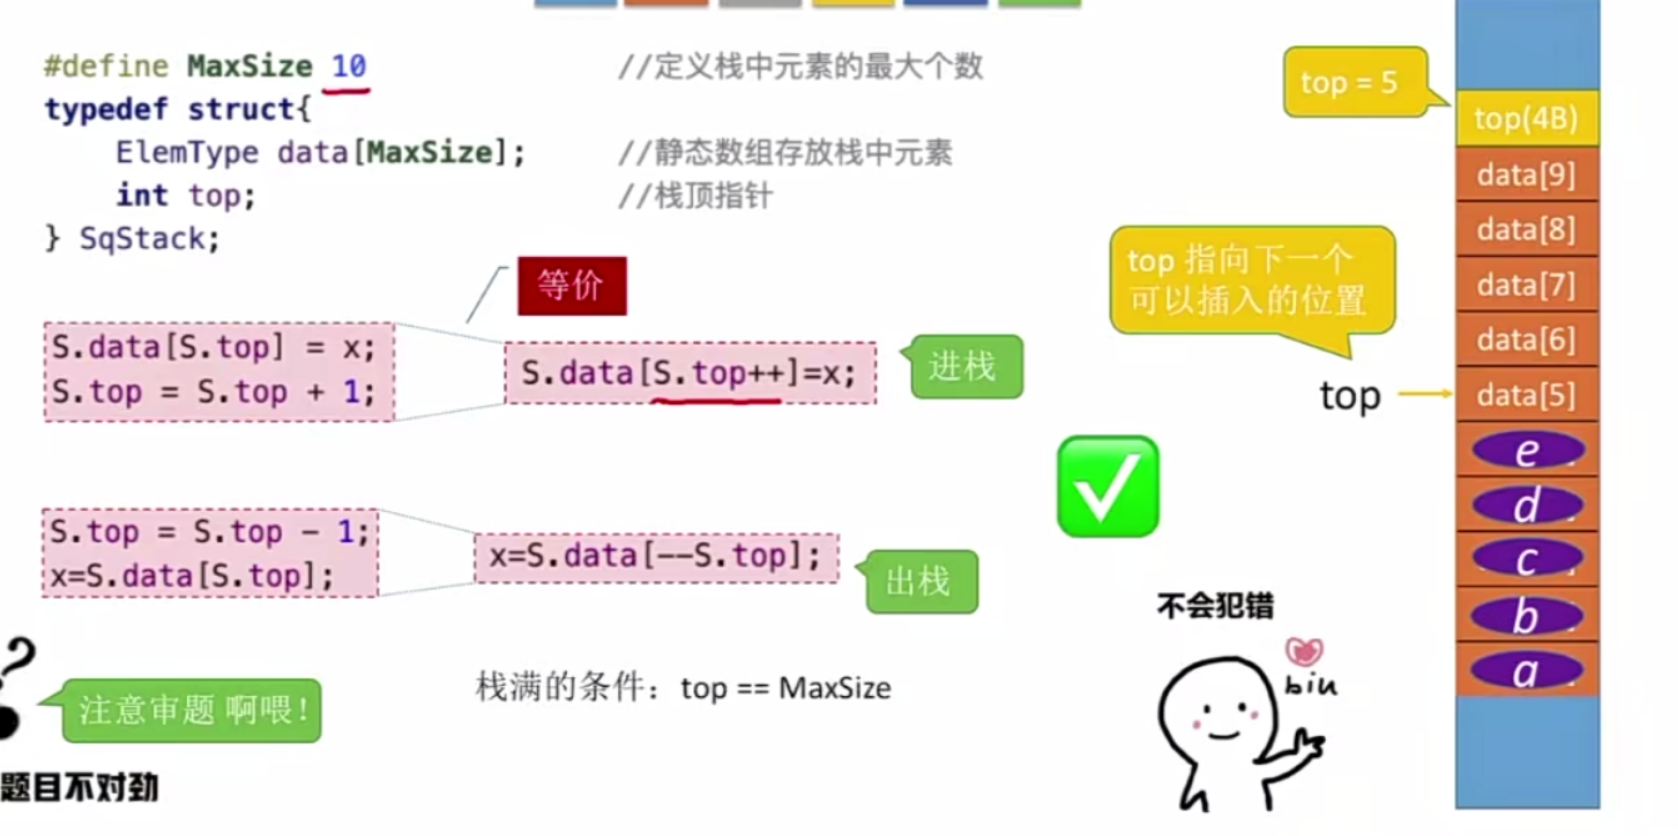 #define MaxSize 10 //定义栈中元素的最大个数
typedef struct{
ElemType data[MaxSize]; //静态数组存放栈中元素
int top; //栈顶指针
} SqStack;
等价
S.data[S.top] = x;
S.top = S.top + 1;
S.data[S.top++]=x;
进栈
S.top = S.top - 1;
x=S.data[S.top];
x=S.data[--S.top];
出栈
栈满的条件：top == MaxSize
?
注意审题 啊喂！
题目不对劲
不会犯错
biu
top = 5
top 指向下一个
可以插入的位置
top
top(4B)
data[9]
data[8]
data[7]
data[6]
data[5]
e
d
c
b
a